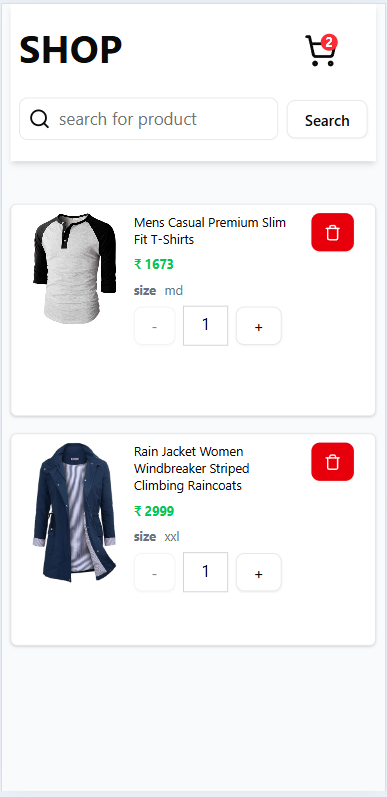 SHOP
2
search for product
Search
Mens Casual Premium Slim
Fit T-Shirts
₹ 1673
size md
- 1 +
Rain Jacket Women
Windbreaker Striped
Climbing Raincoats
₹ 2999
size xxl
- 1 +